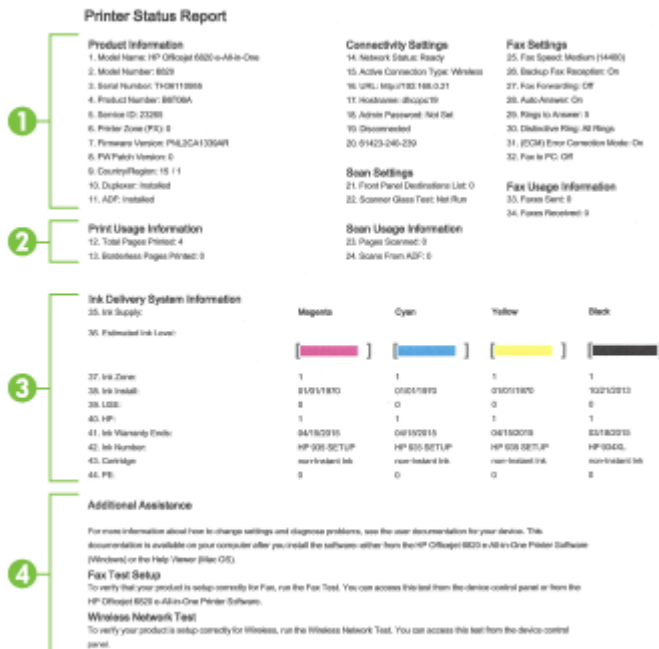 Printer Status Report
1
Product Information
1. Model Name: HP Officejet 6820 e-All-in-One
2. Model Number: 6820
3. Serial Number:
4. Product Number: B6T06A
5. Service ID: 23265
6. Printer Zone (PS): 0
7. Firmware Version: PNL2CA1339AR
8. FW Patch Version: 0
9. Country/Region: 15 / 1
10. Duplexer: Installed
11. ADF: Installed
Connectivity Settings
14. Network Status: Ready
15. Active Connection Type: Wireless
16. URL: http://192.168.0.21
17. Hostname: dhcppc19
18. Admin Password: Not Set
19. Disconnected
20. 61423-240-239
Scan Settings
21. Front Panel Destinations List: 0
22. Scanner Glass Test: Not Run
Fax Settings
25. Fax Speed: Medium (14400)
26. Backup Fax Reception: On
27. Fax Forwarding: Off
28. Auto Answer: On
29. Rings to Answer: 5
30. Distinctive Ring: All Rings
31. (ECM) Error Correction Mode: On
32. Fax to PC: Off
Fax Usage Information
33. Faxes Sent: 0
34. Faxes Received: 0
2
Print Usage Information
12. Total Pages Printed: 4
13. Borderless Pages Printed: 0
Scan Usage Information
23. Pages Scanned: 0
24. Scans From ADF: 0
3
Ink Delivery System Information
35. Ink Supply: Magenta Cyan Yellow Black
36. Estimated Ink Level:
37. Ink Zone: 1 1 1 1
38. Ink Install: 01/01/1970 01/01/1970 01/01/1970 10/21/2013
39. UGS: 0 0 0 0
40. HP: 1 1 1 1
41. Ink Warranty Ends: 04/15/2015 04/15/2015 04/15/2015 03/18/2015
42. Ink Number: HP 935 SETUP HP 935 SETUP HP 935 SETUP HP 934XL
43. Cartridge: non-Instant Ink non-Instant Ink non-Instant Ink non-Instant Ink
44. PE: 0 0 0 0
4
Additional Assistance
For more information about how to change settings and diagnose problems, see the user documentation for your device. This
documentation is available on your computer after you install the software-either from the HP Officejet 6820 e-All-in-One Printer Software
(Windows) or the Help Viewer (Mac OS).
Fax Test Setup
To verify that your product is setup correctly for Fax, run the Fax Test. You can access this test from the device control panel or from the
HP Officejet 6820 e-All-in-One Printer Software.
Wireless Network Test
To verify your product is setup correctly for Wireless, run the Wireless Network Test. You can access this test from the device control
panel.